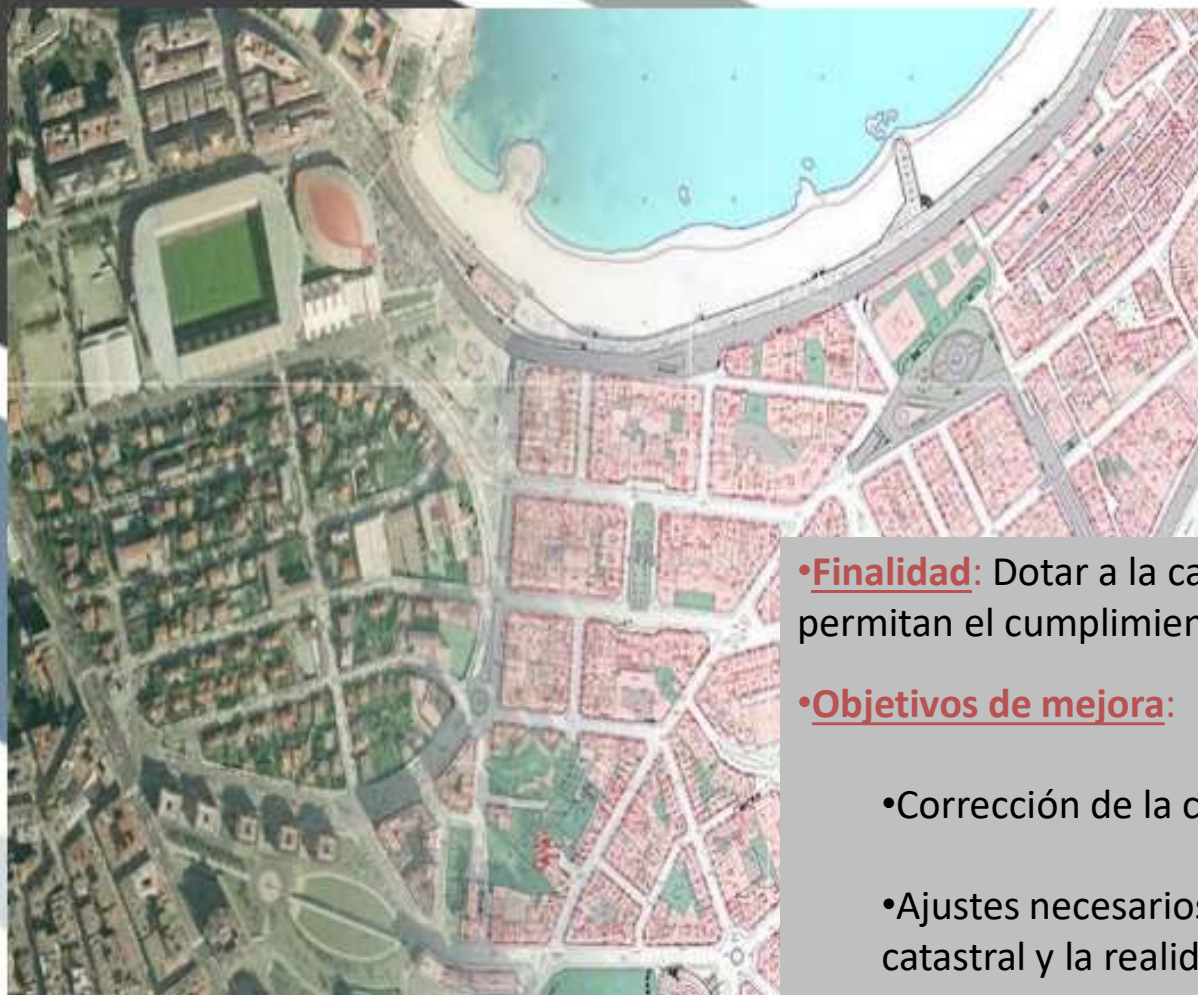 •Finalidad: Dotar a la ca
permitan el cumplimien
•Objetivos de mejora:
•Corrección de la c
•Ajustes necesarios
catastral y la realid